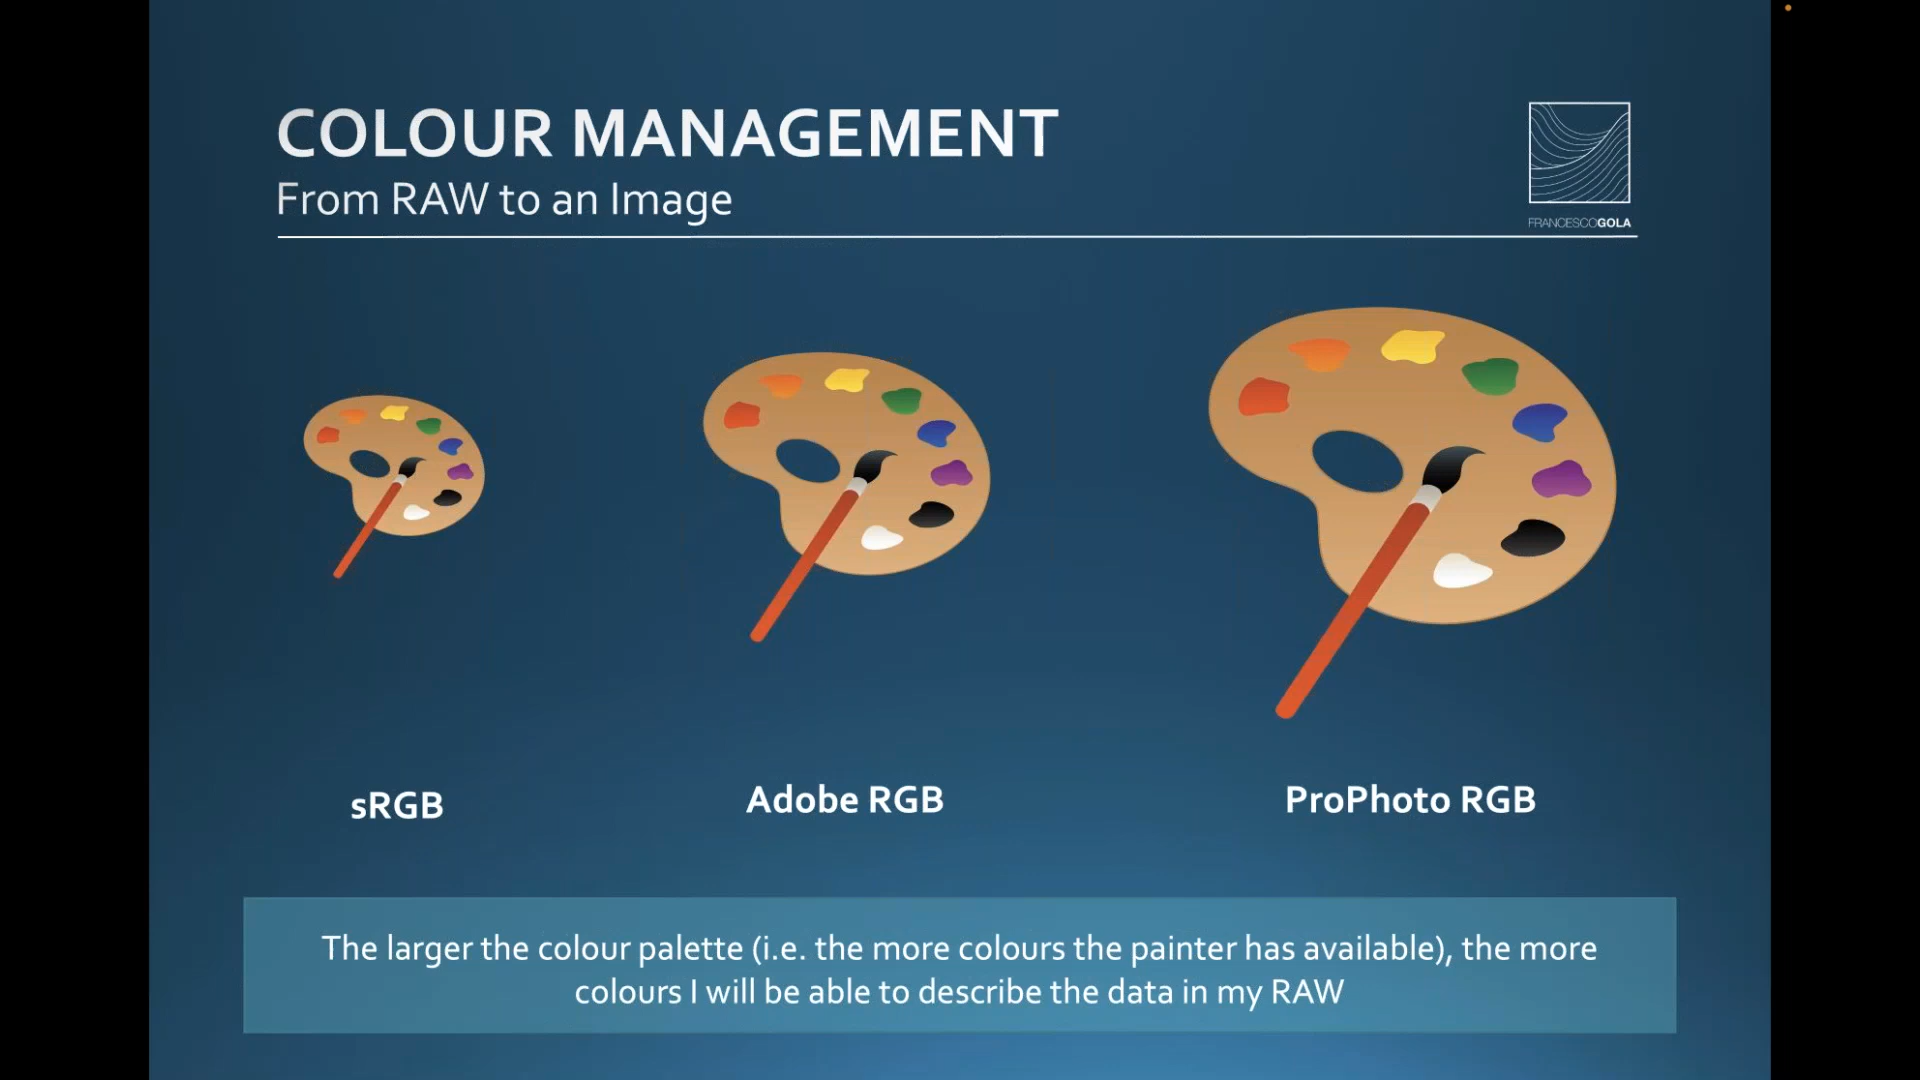 COLOUR MANAGEMENT
From RAW to an Image
FRANCESCOGOLA
sRGB
Adobe RGB
ProPhoto RGB
The larger the colour palette (i.e. the more colours the painter has available), the more
colours I will be able to describe the data in my RAW